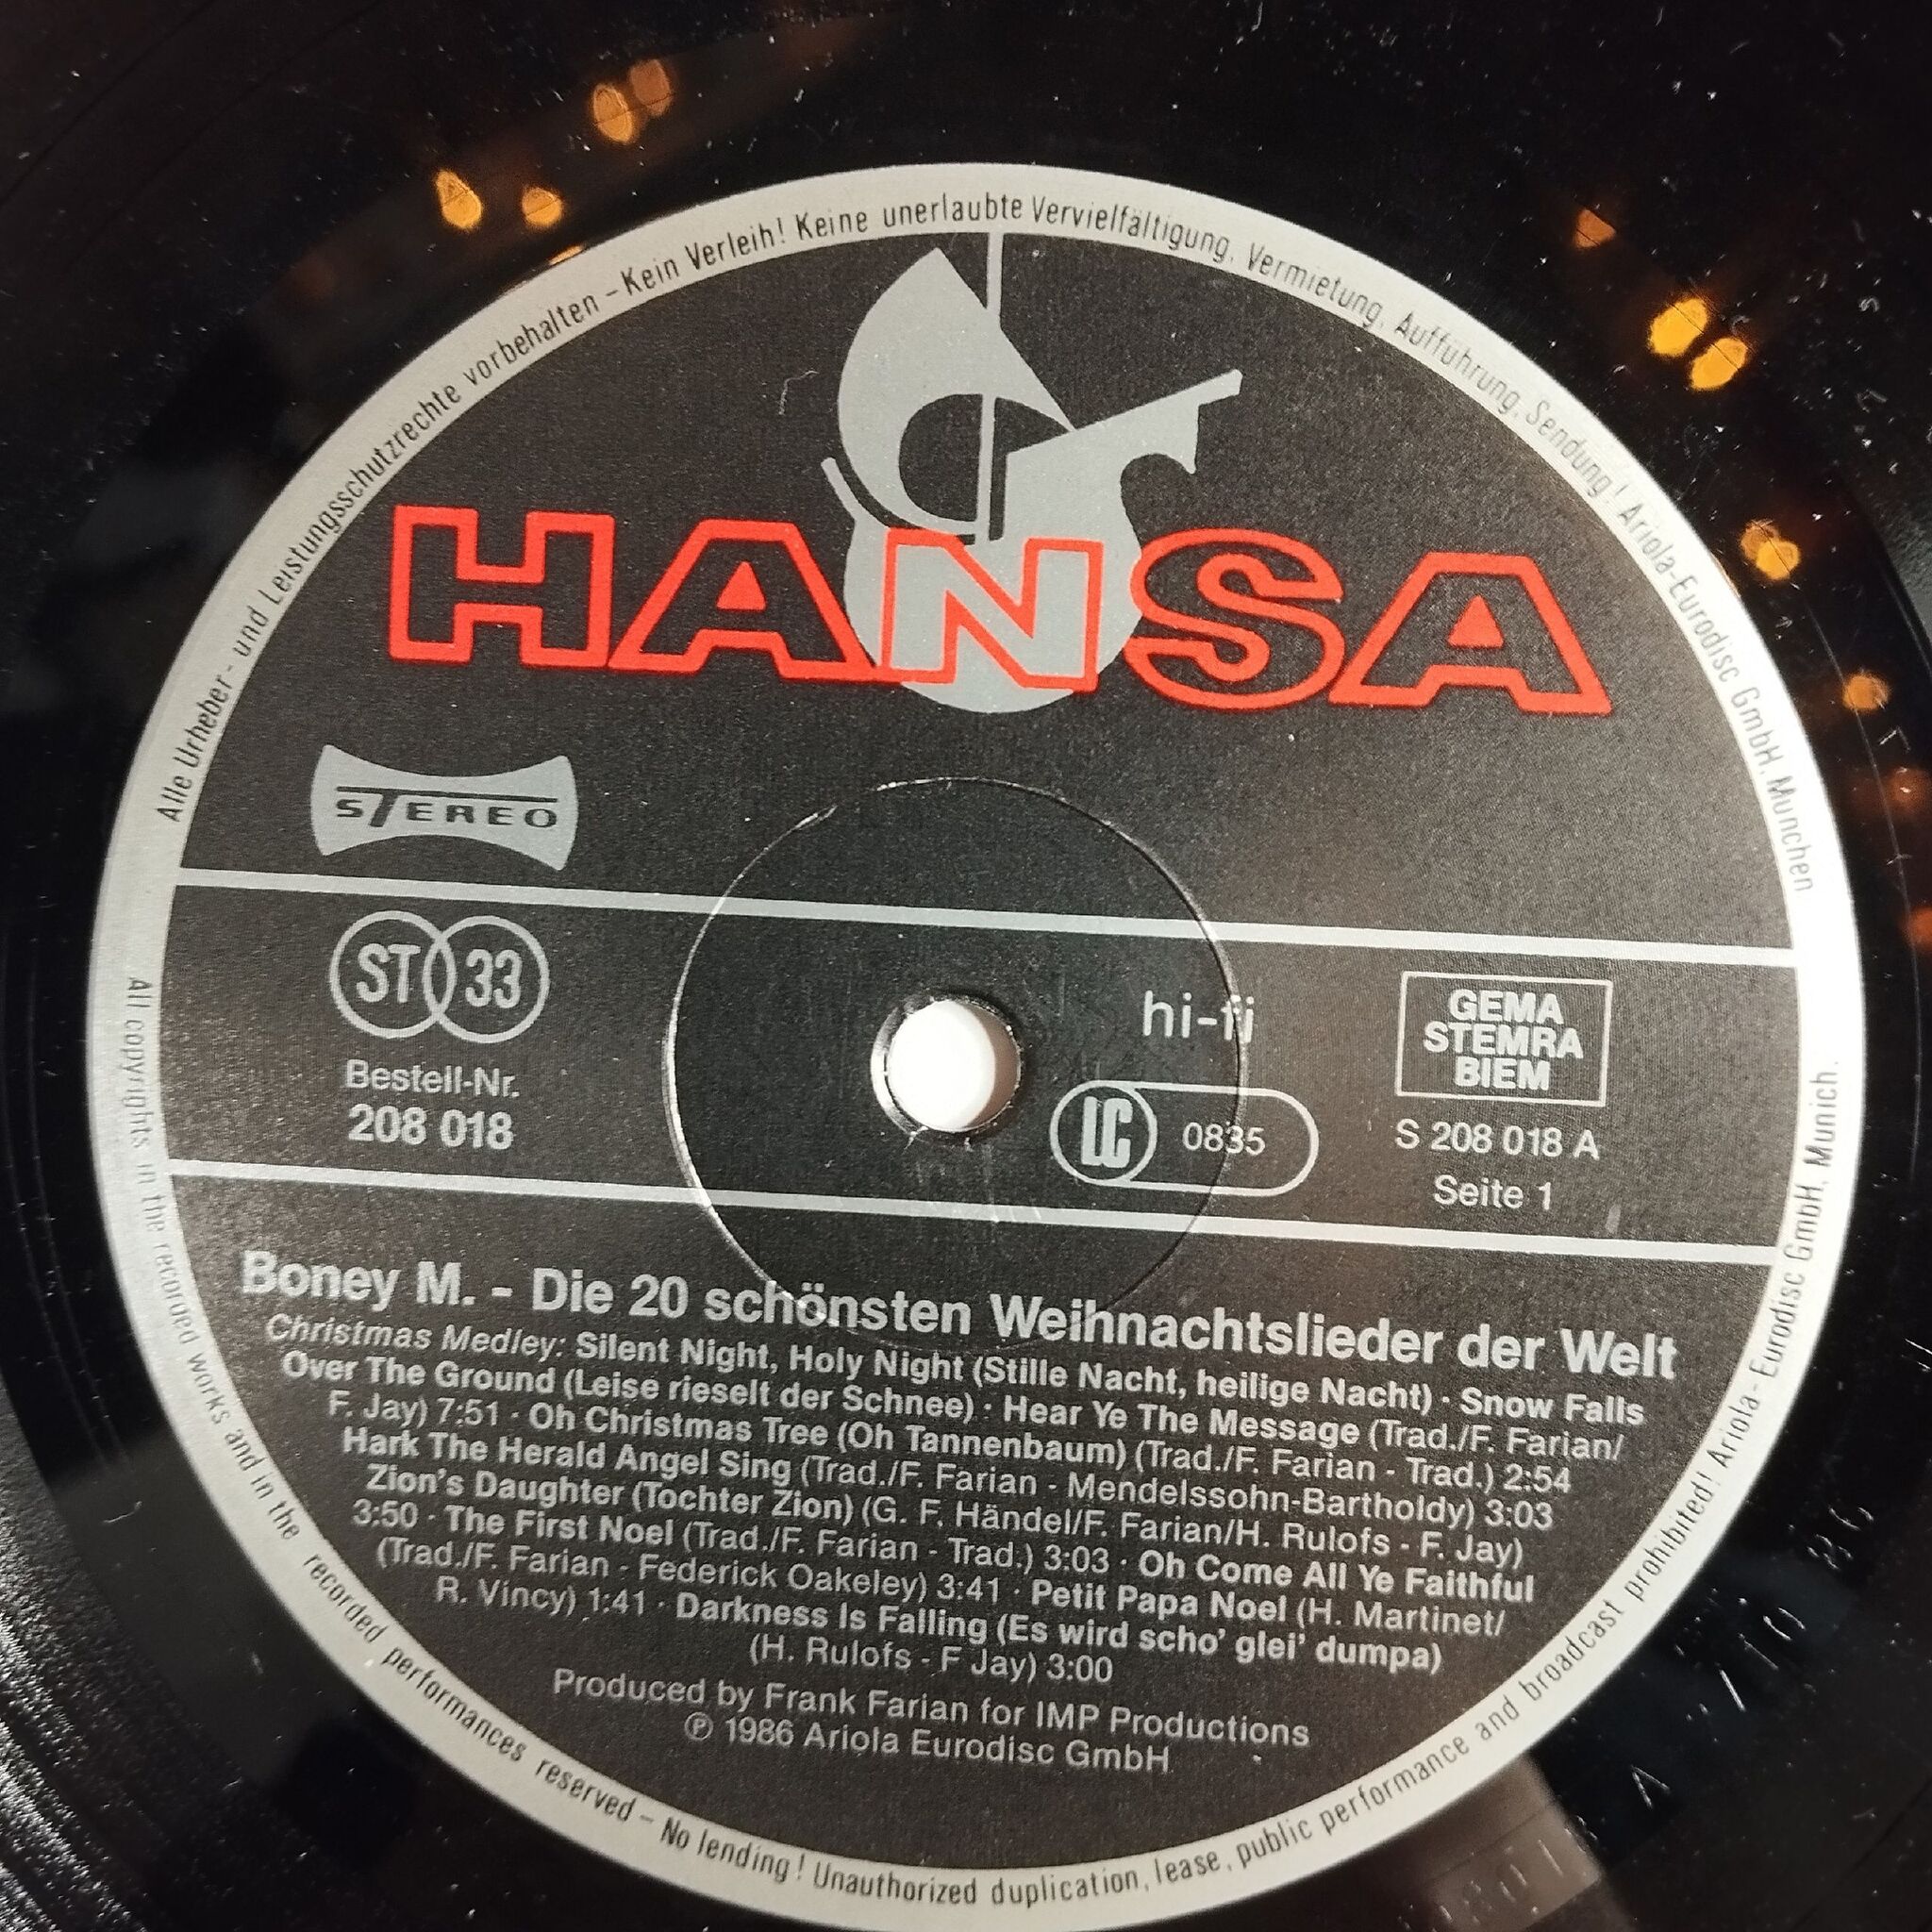 Alle Urheber- und Leistungsschutzrechte vorbehalten – Kein Verleih! Keine unerlaubte Vervielfältigung, Vermietung, Aufführung, Sendung! Ariola-Eurodisc GmbH, München
HANSA
STEREO
ST 33
Bestell-Nr.
208 018
hi-fi
LC 0835
GEMA
STEMRA
BIEM
S 208 018 A
Seite 1
Boney M. - Die 20 schönsten Weihnachtslieder der Welt
Christmas Medley: Silent Night, Holy Night (Stille Nacht, heilige Nacht) · Snow Falls
Over The Ground (Leise rieselt der Schnee) · Hear Ye The Message (Trad./F. Farian/
F. Jay) 7:51 · Oh Christmas Tree (Oh Tannenbaum) (Trad./F. Farian - Trad.) 2:54
Hark The Herald Angel Sing (Trad./F. Farian - Mendelssohn-Bartholdy) 3:03
Zion's Daughter (Tochter Zion) (G. F. Händel/F. Farian/H. Rulofs - F. Jay)
3:50 · The First Noel (Trad./F. Farian - Trad.) 3:03 · Oh Come All Ye Faithful
(Trad./F. Farian - Federick Oakeley) 3:41 · Petit Papa Noel (H. Martinet/
R. Vincy) 1:41 · Darkness Is Falling (Es wird scho' glei' dumpa)
(H. Rulofs - F Jay) 3:00
Produced by Frank Farian for IMP Productions
℗ 1986 Ariola Eurodisc GmbH
All copyrights in the recorded works and in the recorded performances reserved – No lending! Unauthorized duplication, lease, public performance and broadcast prohibited! Ariola-Eurodisc GmbH, Munich.